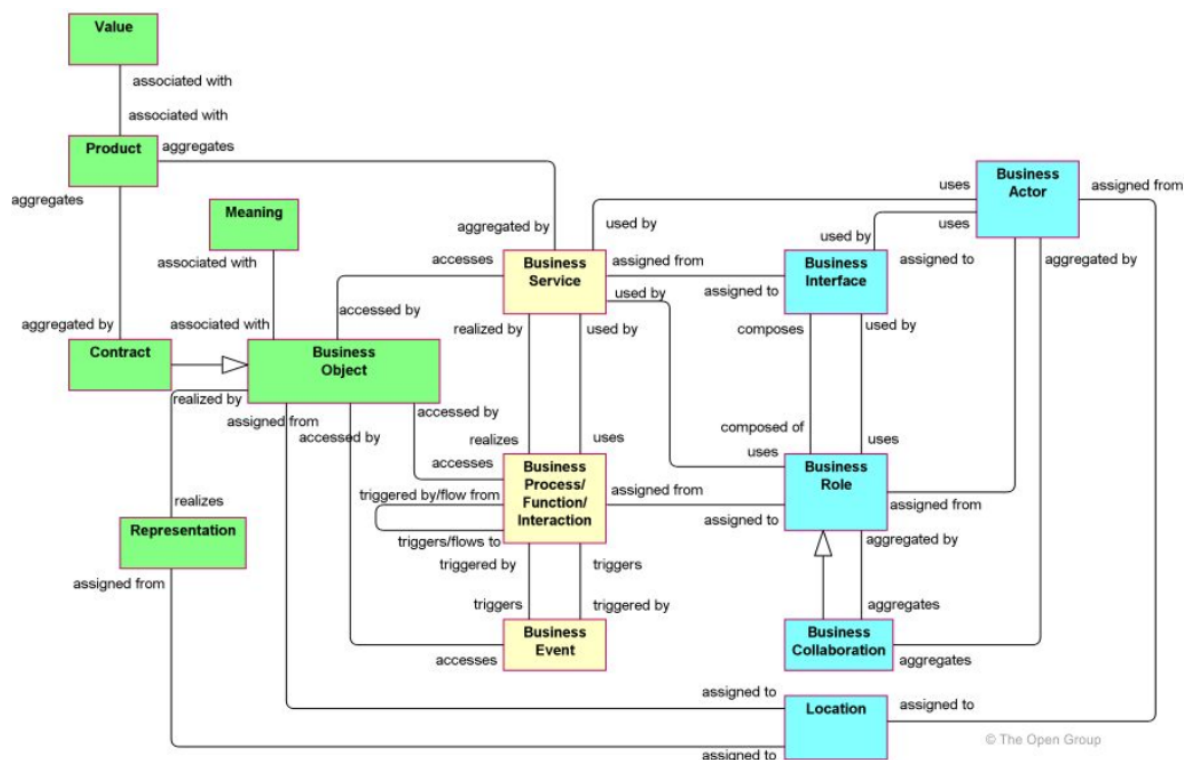 Value
associated with
associated with
Product
aggregates
aggregates
Meaning
associated with
aggregated by
associated with
Contract
Business
Object
accesses
accessed by
aggregated by
Business
Service
used by
uses
Business
Actor
assigned from
used by
uses
assigned to
aggregated by
assigned from
assigned to
Business
Interface
used by
realized by
used by
composes
used by
realized by
assigned from
accessed by
accessed by
realizes
uses
accesses
composed of
uses
uses
Business
Process/
Function/
Interaction
triggered by/flow from
triggers/flows to
assigned from
assigned to
Business
Role
assigned from
aggregated by
realizes
Representation
assigned from
triggered by
triggers
triggers
triggered by
Business
Event
accesses
aggregates
Business
Collaboration
aggregates
assigned to
Location
assigned to
assigned to
© The Open Group